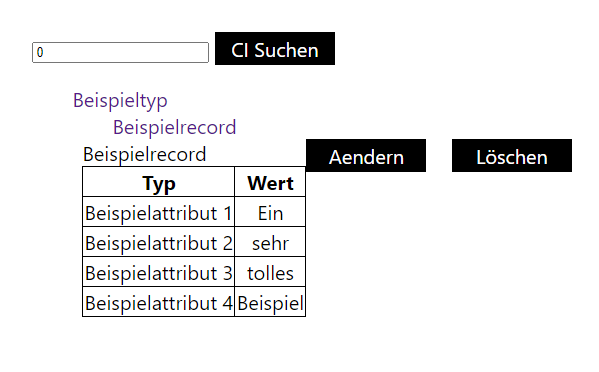 0 CI Suchen
Beispieltyp
Beispielrecord
Beispielrecord Aendern Löschen
Typ Wert
Beispielattribut 1 Ein
Beispielattribut 2 sehr
Beispielattribut 3 tolles
Beispielattribut 4 Beispiel